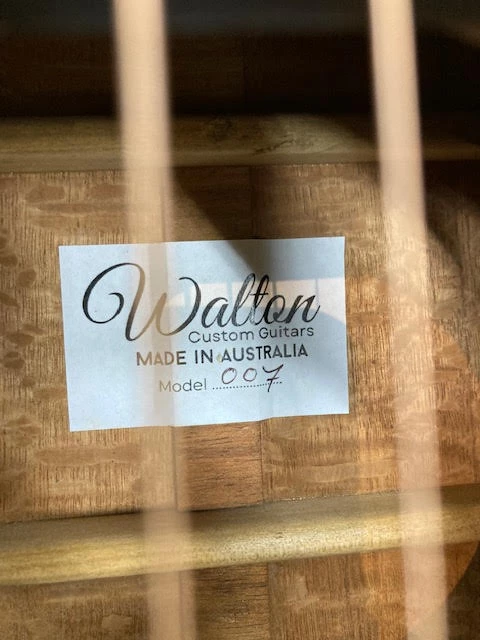 Walton
Custom Guitars
MADE IN AUSTRALIA
Model ..007..